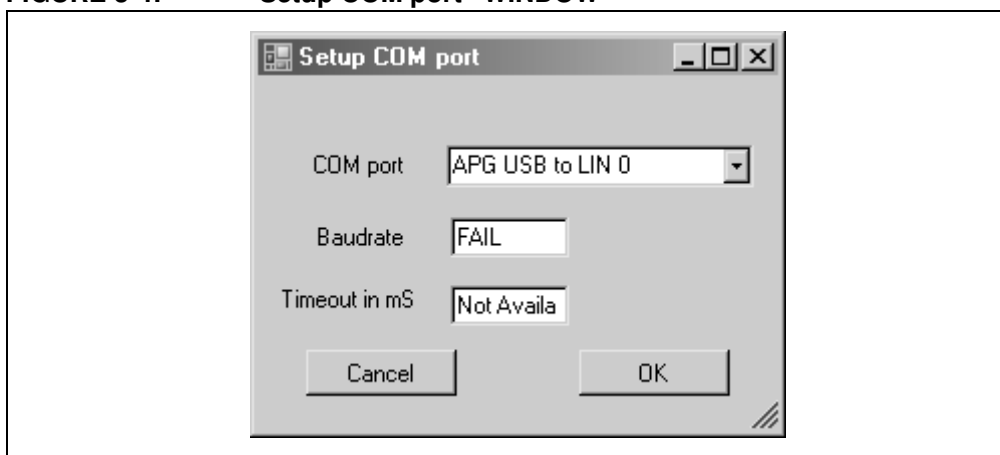 Setup COM port
COM port APG USB to LIN 0
Baudrate FAIL
Timeout in mS Not Availa
Cancel OK